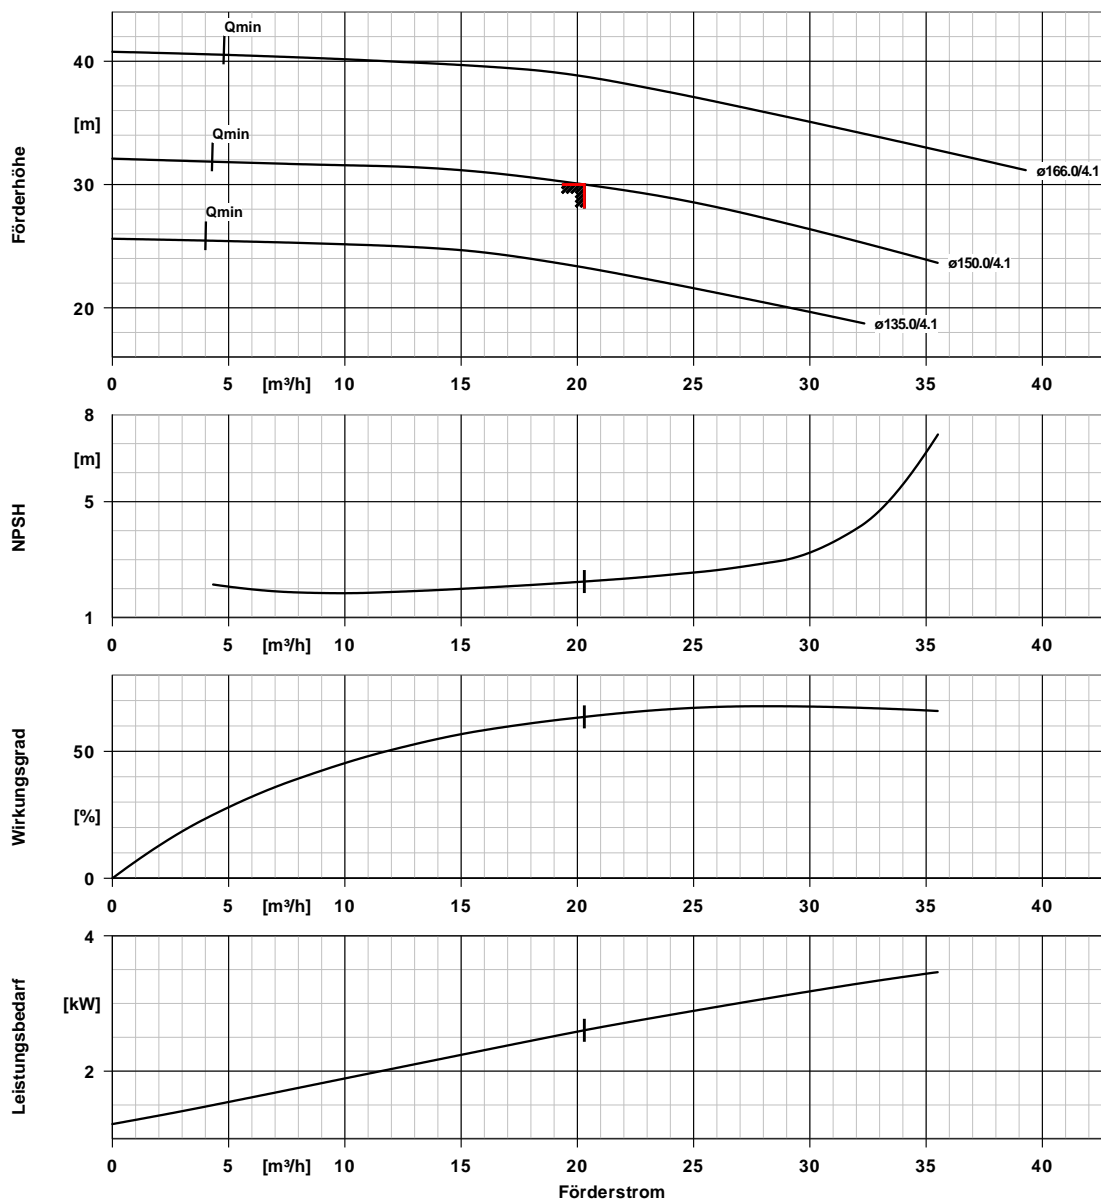 Qmin
40
[m]
Qmin
30
Qmin
20
Förderhöhe
ø166.0/4.1
ø150.0/4.1
ø135.0/4.1
0 5 [m³/h] 10 15 20 25 30 35 40
8
[m]
5
1
NPSH
0 5 [m³/h] 10 15 20 25 30 35 40
50
[%]
0
Wirkungsgrad
0 5 [m³/h] 10 15 20 25 30 35 40
4
[kW]
2
Leistungsbedarf
0 5 [m³/h] 10 15 20 25 30 35 40
Förderstrom